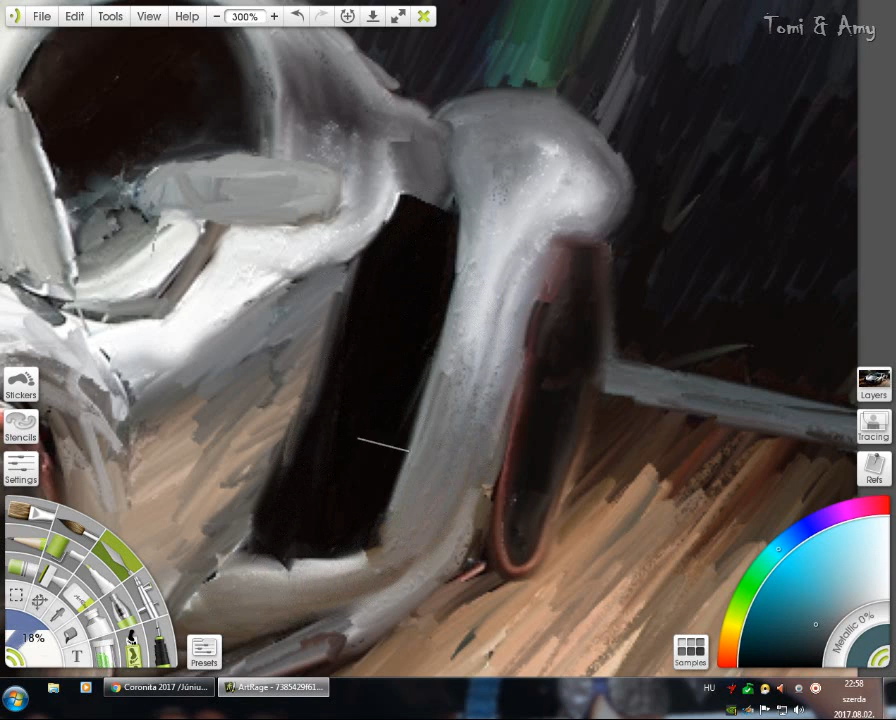 File Edit Tools View Help 300%
Tomi & Amy
Stickers
Layers
Stencils
Tracing
Settings
Refs
18%
T
Presets
Samples
Metallic 0%
Coronita 2017 /Júniu...
ArtRage - 7385429f61...
HU
22:58
szerda
2017.08.02.